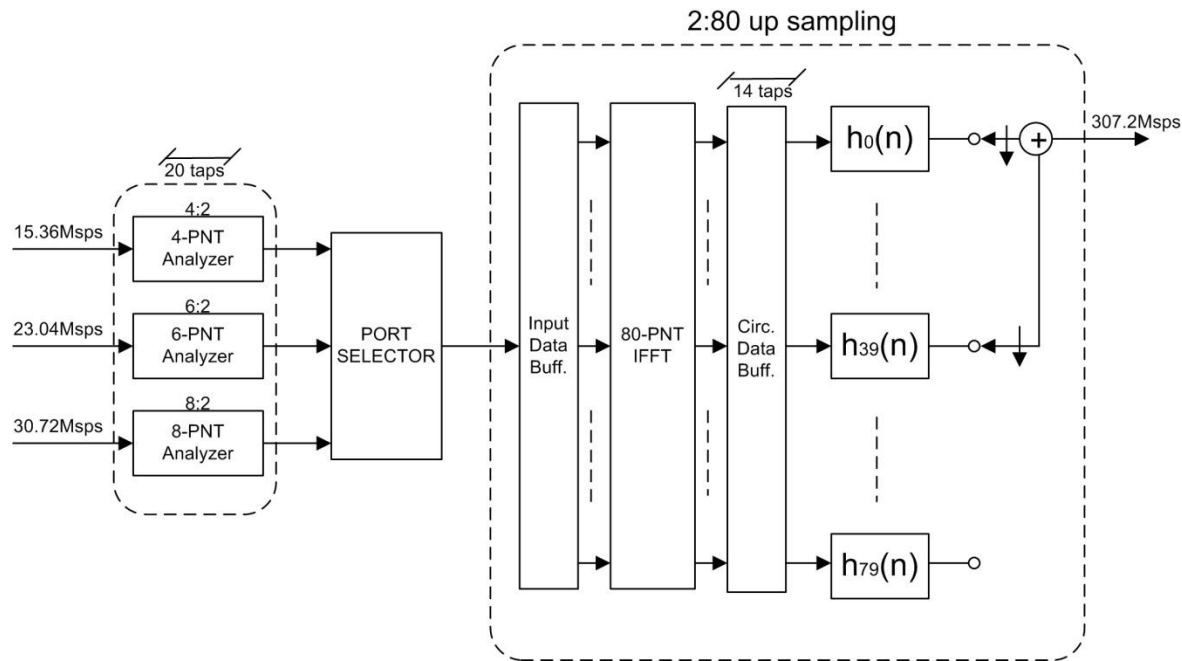 2:80 up sampling
20 taps
15.36Msps
4:2
4-PNT
Analyzer
23.04Msps
6:2
6-PNT
Analyzer
30.72Msps
8:2
8-PNT
Analyzer
PORT
SELECTOR
Input
Data
Buff.
80-PNT
IFFT
14 taps
Circ.
Data
Buff.
h0(n)
h39(n)
h79(n)
+
307.2Msps